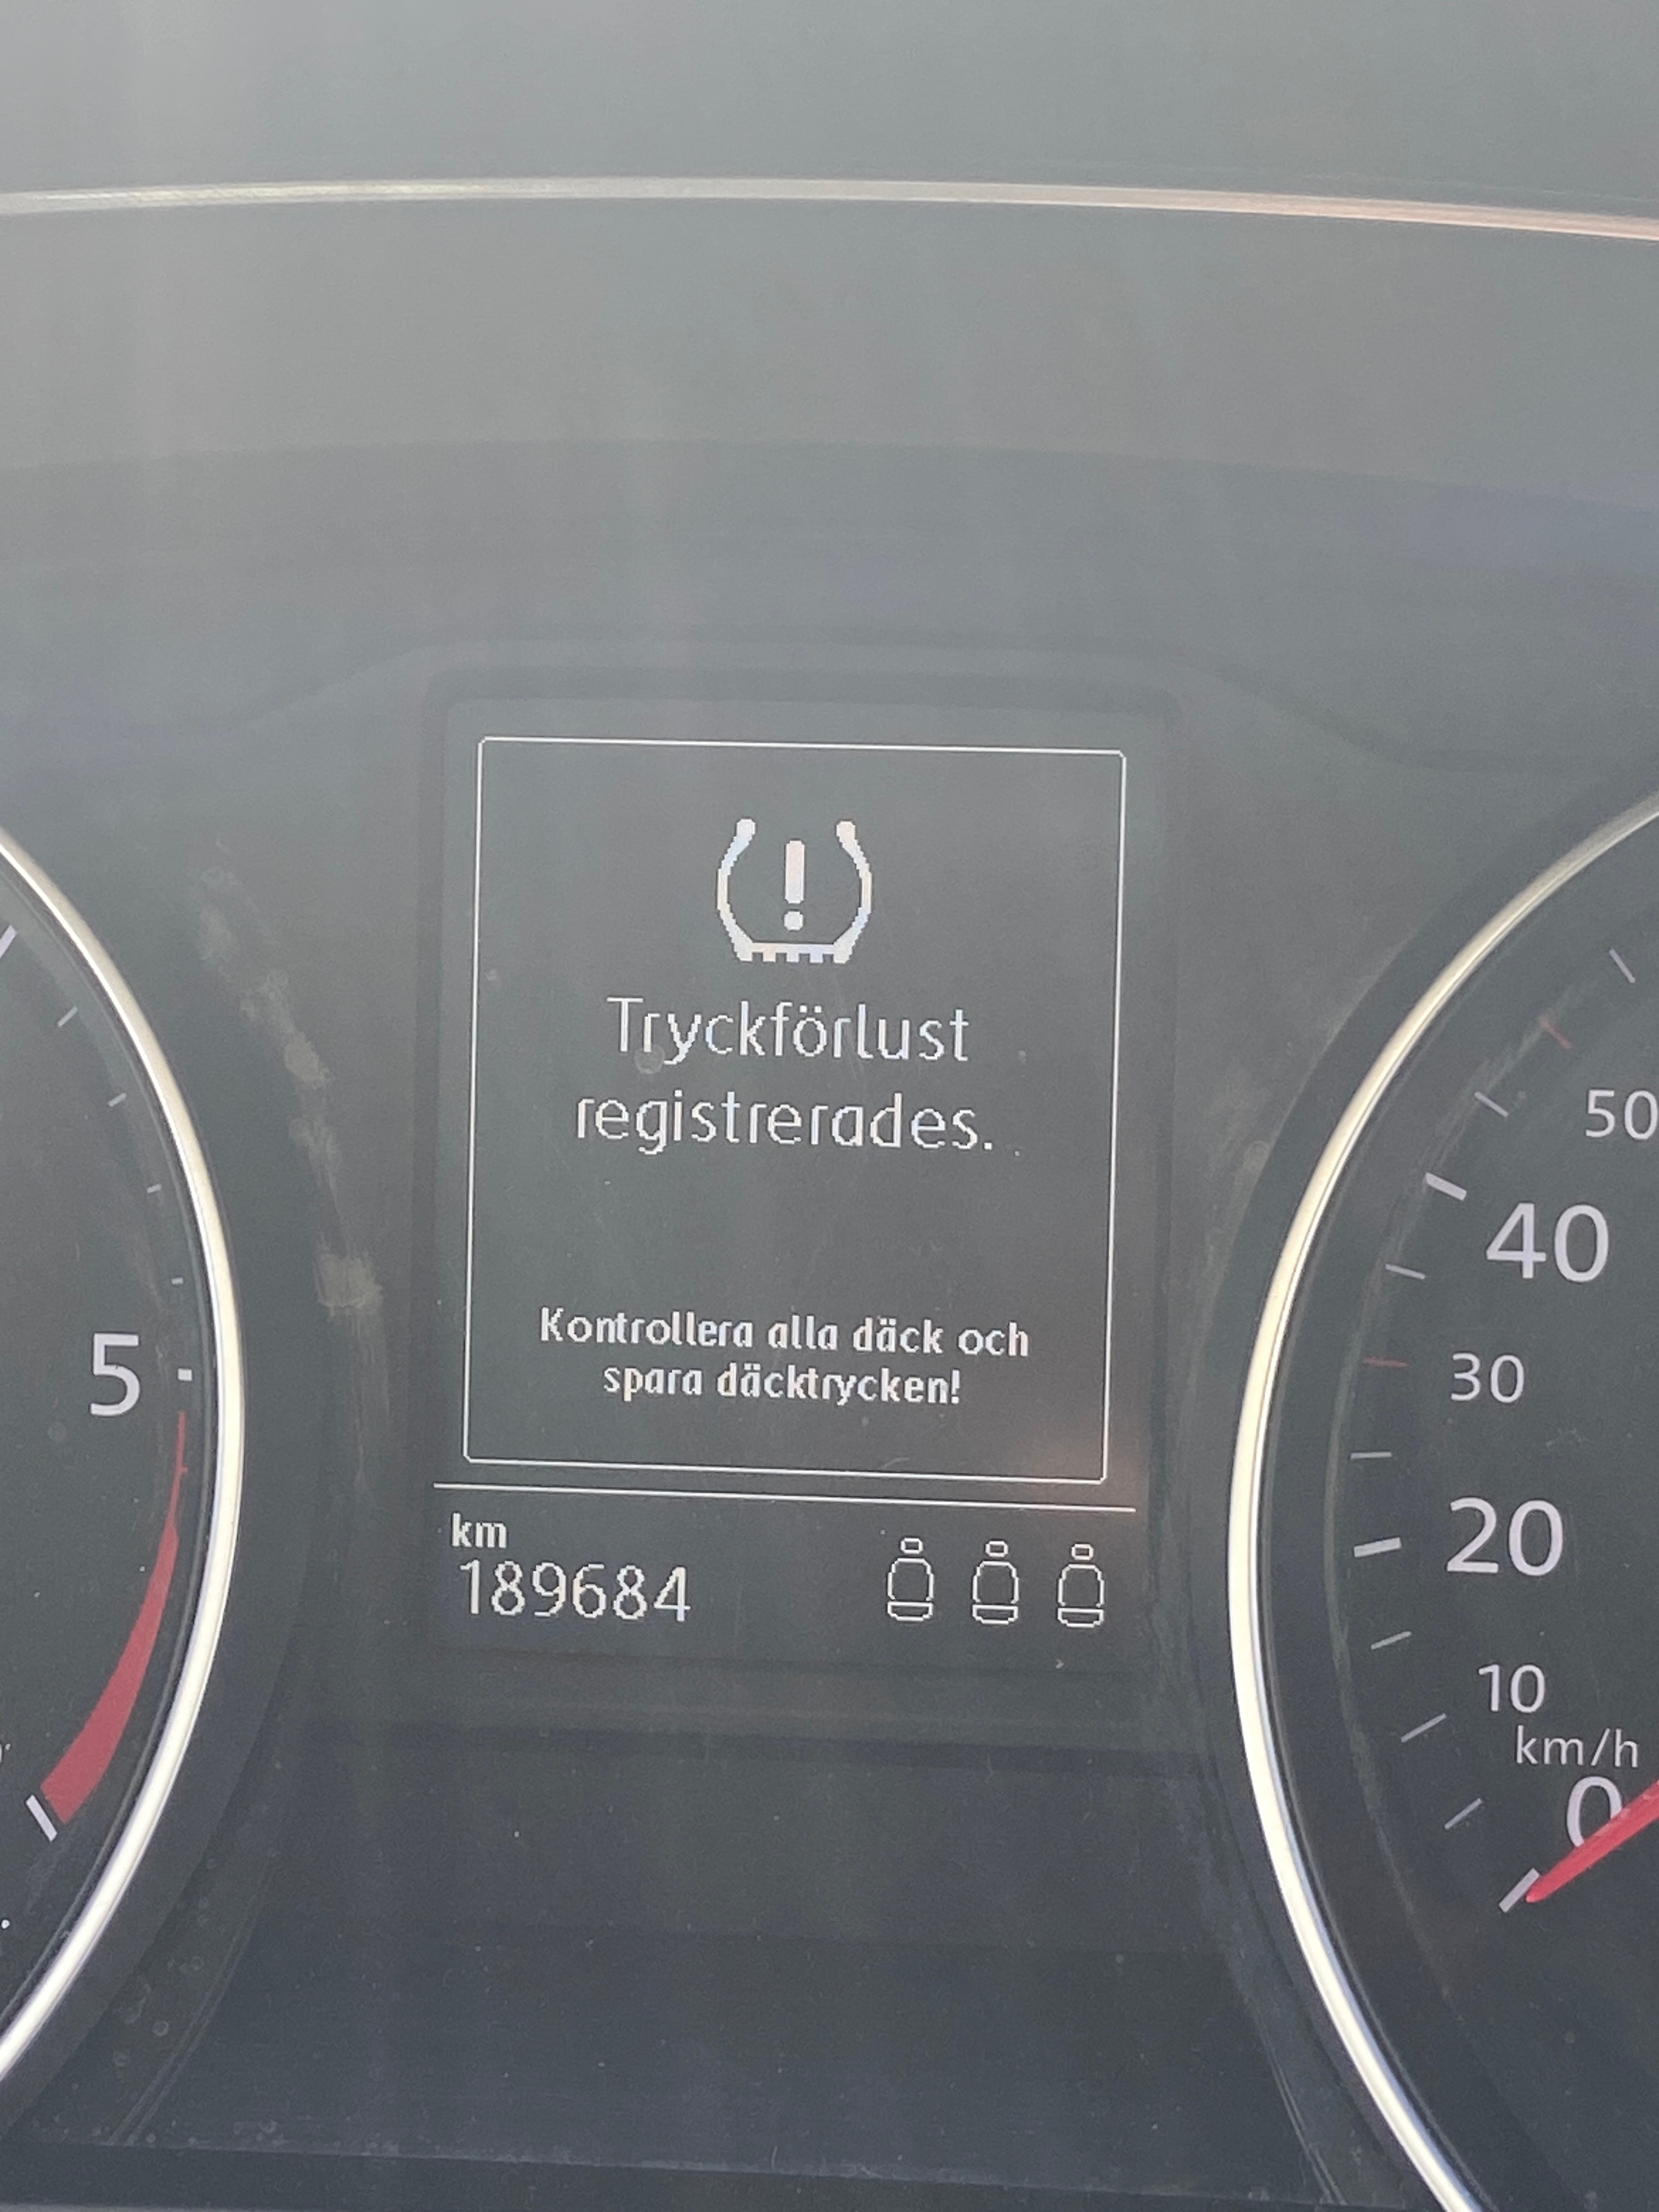 Tryckförlust
registrerades.
Kontrollera alla däck och
spara däcktrycken!
km
189684
5
50
40
30
20
10
km/h
0